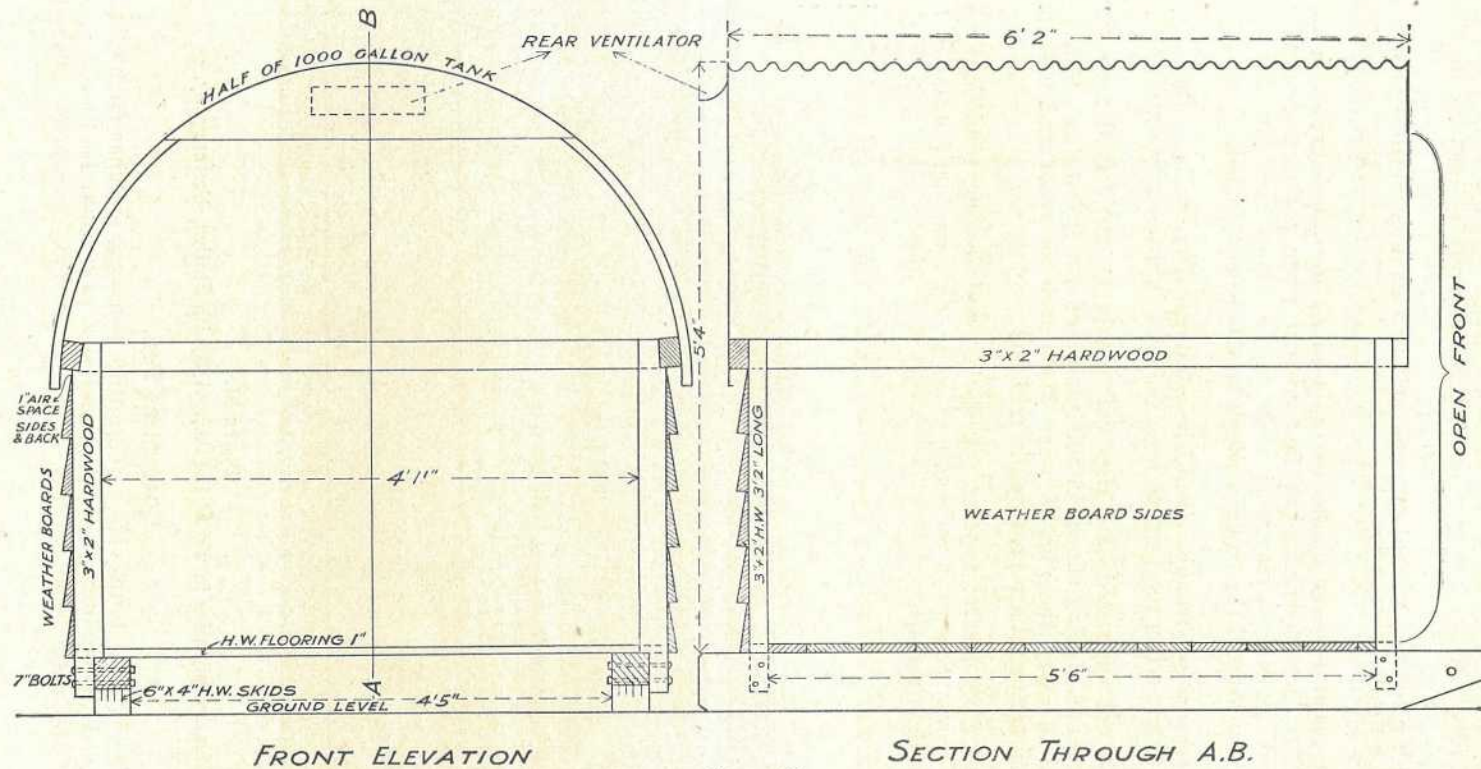 B
HALF OF 1000 GALLON TANK
REAR VENTILATOR
6' 2"
5'4"
3"X 2" HARDWOOD
OPEN FRONT
1" AIR
SPACE
SIDES
& BACK
WEATHER BOARDS
3"X2" HARDWOOD
4' 1"
3"X2" H.W 3'2" LONG
WEATHER BOARD SIDES
H.W. FLOORING 1"
7" BOLTS
6"X 4" H.W. SKIDS
A
4'5"
GROUND LEVEL
5'6"
FRONT ELEVATION
SECTION THROUGH A.B.